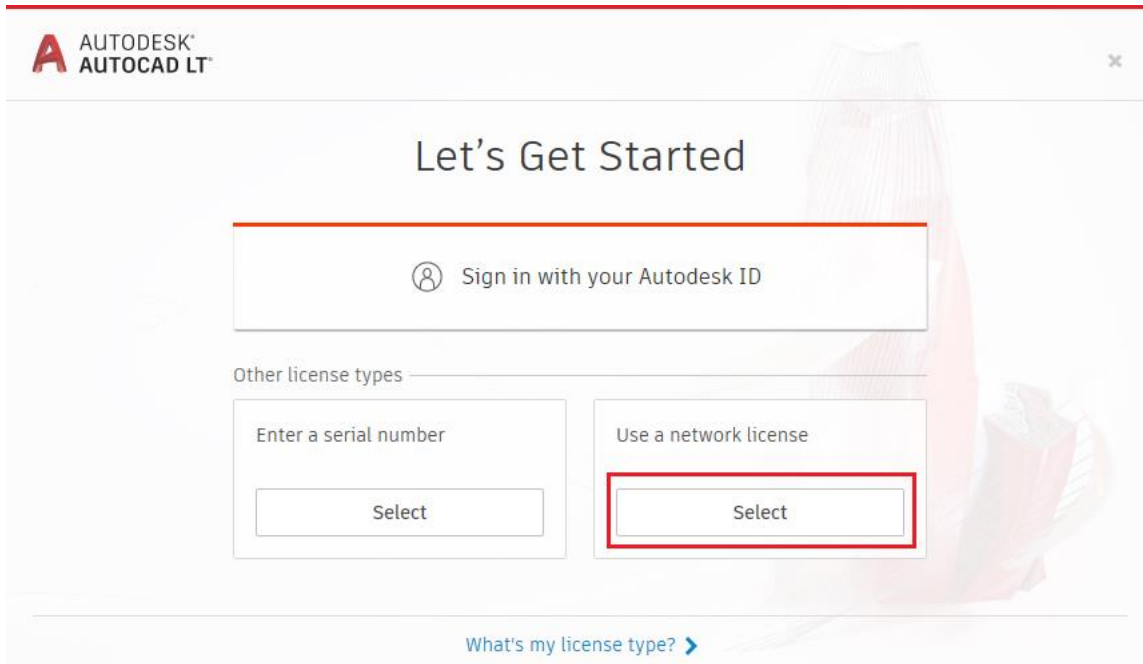 AUTODESK®
AUTOCAD LT®
Let's Get Started
Sign in with your Autodesk ID
Other license types
Enter a serial number
Use a network license
Select
Select
What's my license type?